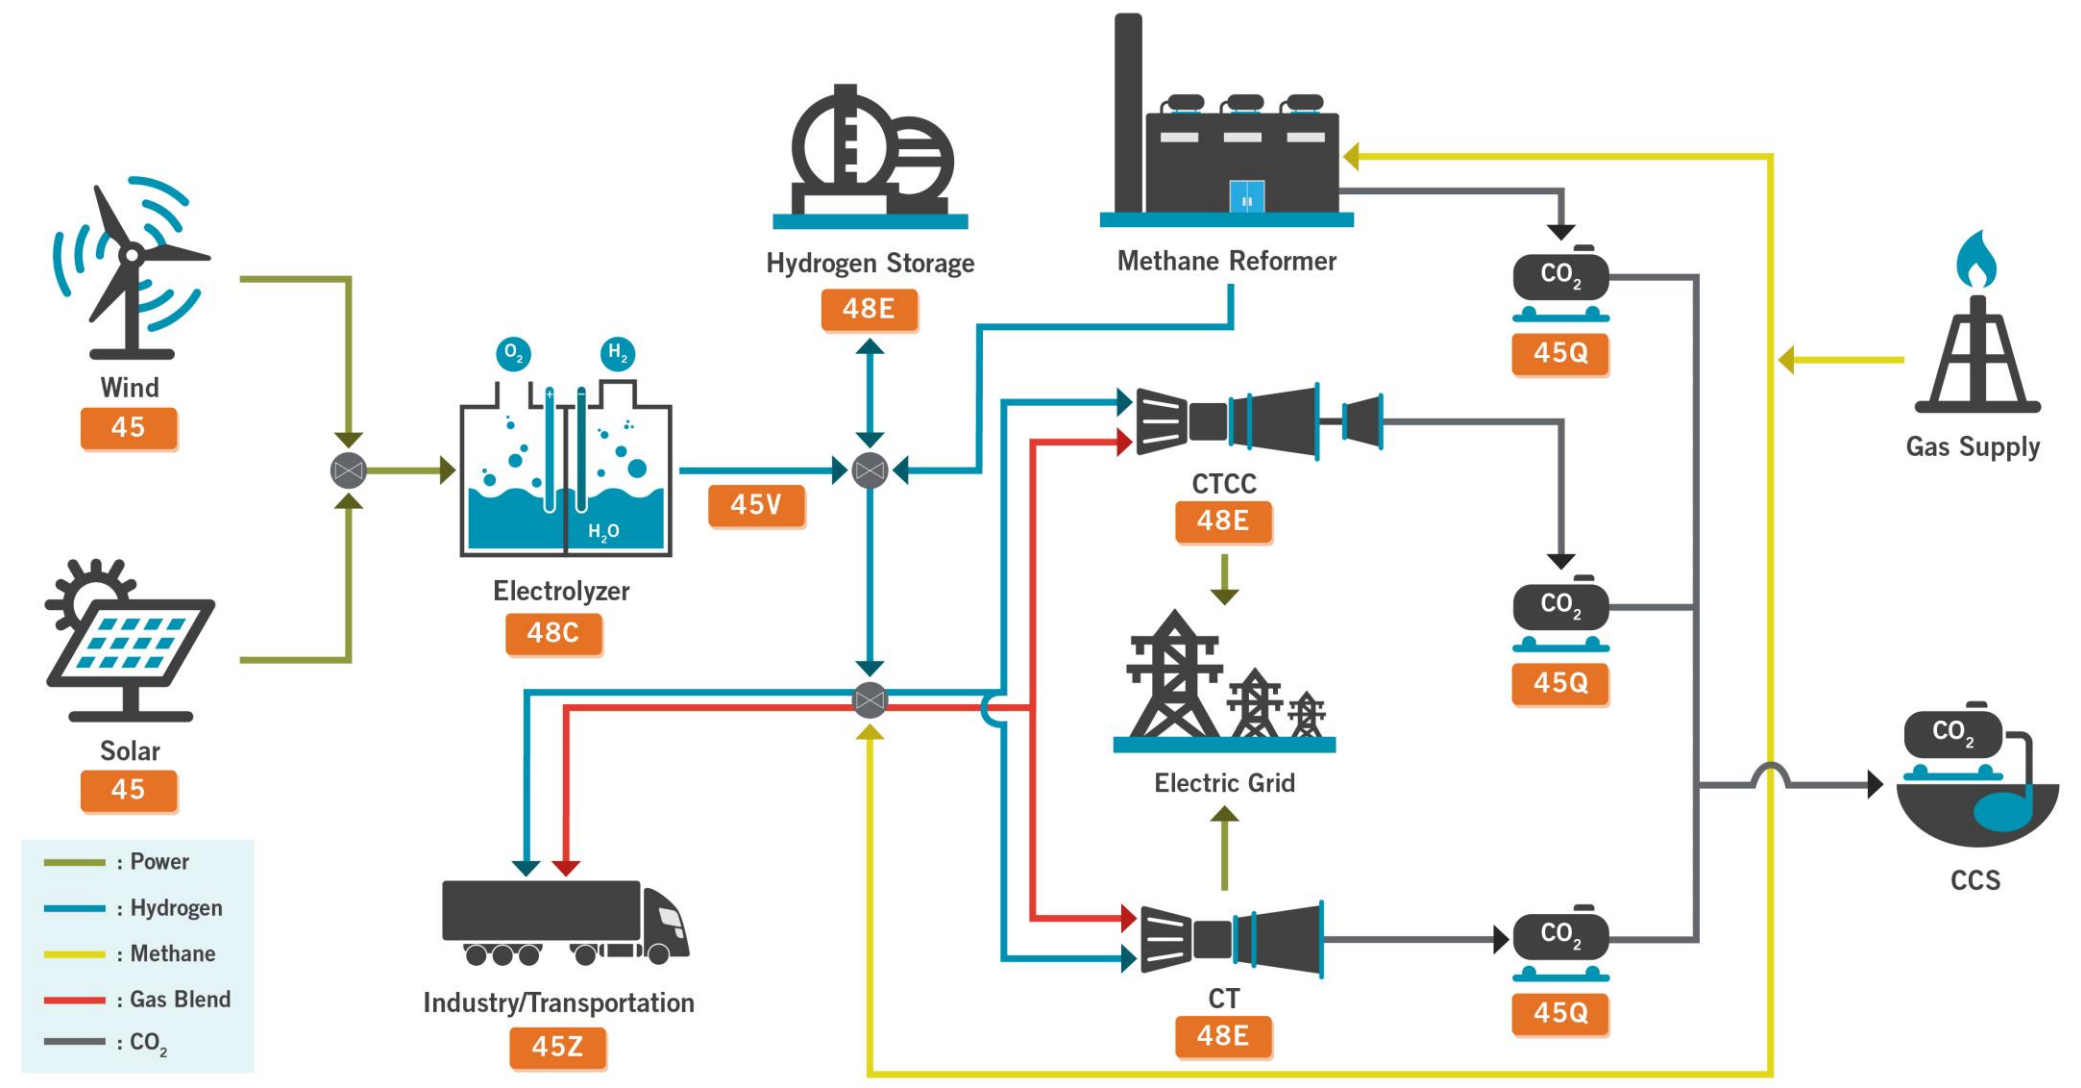 Wind
45
Solar
45
: Power
: Hydrogen
: Methane
: Gas Blend
: CO2
O2
H2
+
−
H2O
Electrolyzer
48C
45V
Hydrogen Storage
48E
Methane Reformer
CTCC
48E
Electric Grid
CT
48E
Industry/Transportation
45Z
CO2
45Q
CO2
45Q
CO2
45Q
Gas Supply
CO2
CCS